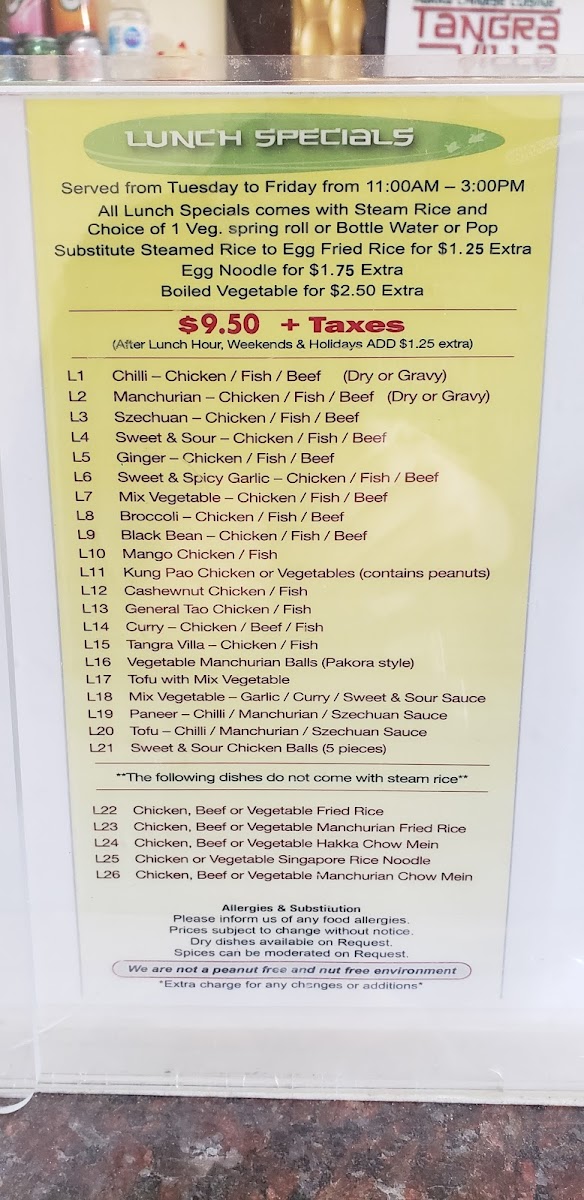 TANGRA
LUNCH SPECIALS
Served from Tuesday to Friday from 11:00AM – 3:00PM
All Lunch Specials comes with Steam Rice and
Choice of 1 Veg. spring roll or Bottle Water or Pop
Substitute Steamed Rice to Egg Fried Rice for $1.25 Extra
Egg Noodle for $1.75 Extra
Boiled Vegetable for $2.50 Extra
$9.50 + Taxes
(After Lunch Hour, Weekends & Holidays ADD $1.25 extra)
L1 Chilli – Chicken / Fish / Beef (Dry or Gravy)
L2 Manchurian – Chicken / Fish / Beef (Dry or Gravy)
L3 Szechuan – Chicken / Fish / Beef
L4 Sweet & Sour – Chicken / Fish / Beef
L5 Ginger – Chicken / Fish / Beef
L6 Sweet & Spicy Garlic – Chicken / Fish / Beef
L7 Mix Vegetable – Chicken / Fish / Beef
L8 Broccoli – Chicken / Fish / Beef
L9 Black Bean – Chicken / Fish / Beef
L10 Mango Chicken / Fish
L11 Kung Pao Chicken or Vegetables (contains peanuts)
L12 Cashewnut Chicken / Fish
L13 General Tao Chicken / Fish
L14 Curry – Chicken / Beef / Fish
L15 Tangra Villa – Chicken / Fish
L16 Vegetable Manchurian Balls (Pakora style)
L17 Tofu with Mix Vegetable
L18 Mix Vegetable – Garlic / Curry / Sweet & Sour Sauce
L19 Paneer – Chilli / Manchurian / Szechuan Sauce
L20 Tofu – Chilli / Manchurian / Szechuan Sauce
L21 Sweet & Sour Chicken Balls (5 pieces)
**The following dishes do not come with steam rice**
L22 Chicken, Beef or Vegetable Fried Rice
L23 Chicken, Beef or Vegetable Manchurian Fried Rice
L24 Chicken, Beef or Vegetable Hakka Chow Mein
L25 Chicken or Vegetable Singapore Rice Noodle
L26 Chicken, Beef or Vegetable Manchurian Chow Mein
Allergies & Substitution
Please inform us of any food allergies.
Prices subject to change without notice.
Dry dishes available on Request.
Spices can be moderated on Request.
We are not a peanut free and nut free environment
*Extra charge for any changes or additions*